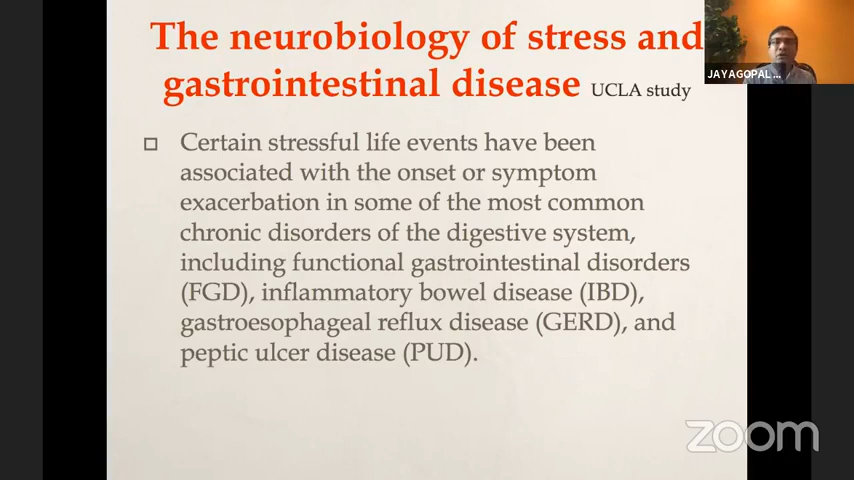 The neurobiology of stress and
gastrointestinal disease UCLA study
JAYAGOPAL ...
Certain stressful life events have been
associated with the onset or symptom
exacerbation in some of the most common
chronic disorders of the digestive system,
including functional gastrointestinal disorders
(FGD), inflammatory bowel disease (IBD),
gastroesophageal reflux disease (GERD), and
peptic ulcer disease (PUD).
zoom